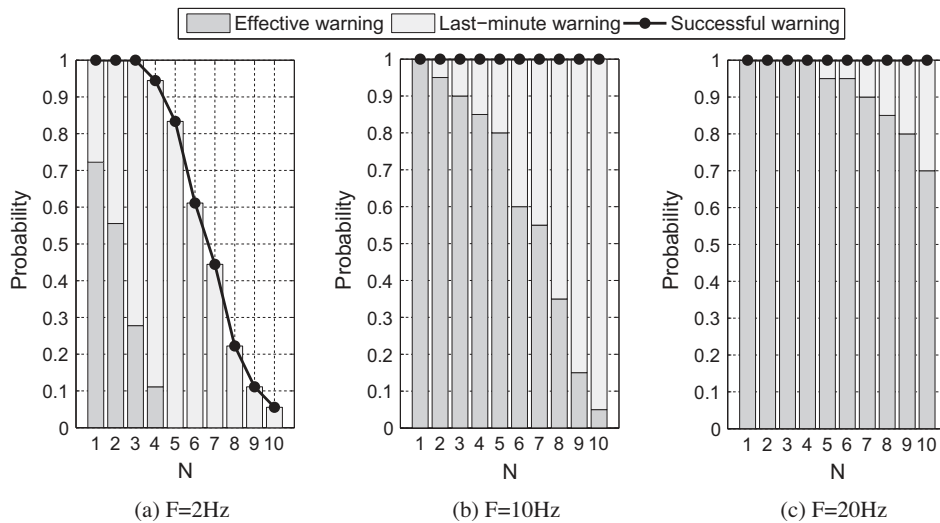 Effective warning Last-minute warning Successful warning
Probability
1
0.9
0.8
0.7
0.6
0.5
0.4
0.3
0.2
0.1
0
1 2 3 4 5 6 7 8 9 10
N
(a) F=2Hz
Probability
1
0.9
0.8
0.7
0.6
0.5
0.4
0.3
0.2
0.1
0
1 2 3 4 5 6 7 8 9 10
N
(b) F=10Hz
Probability
1
0.9
0.8
0.7
0.6
0.5
0.4
0.3
0.2
0.1
0
1 2 3 4 5 6 7 8 9 10
N
(c) F=20Hz